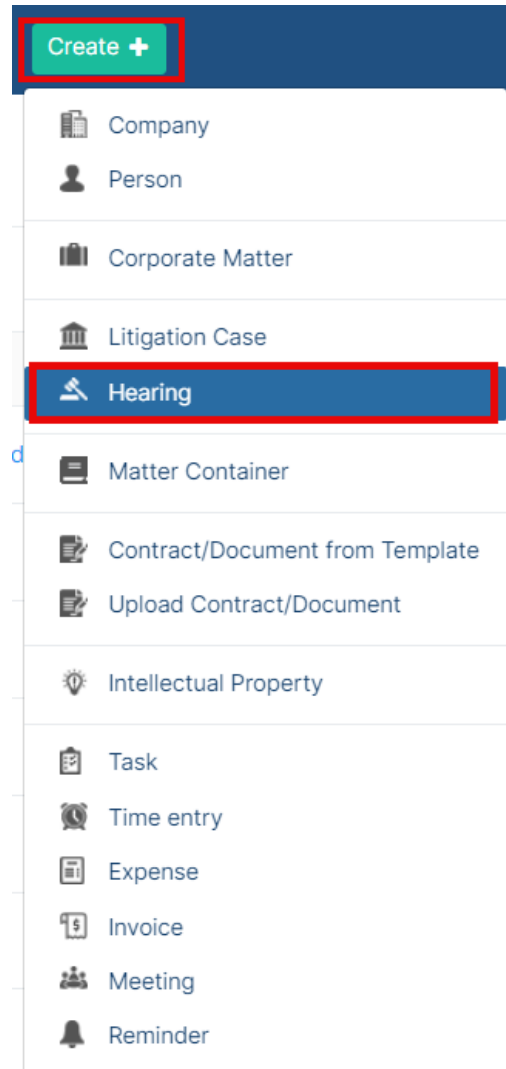 Create +
Company
Person
Corporate Matter
Litigation Case
Hearing
d
Matter Container
Contract/Document from Template
Upload Contract/Document
Intellectual Property
Task
Time entry
Expense
$ Invoice
Meeting
Reminder